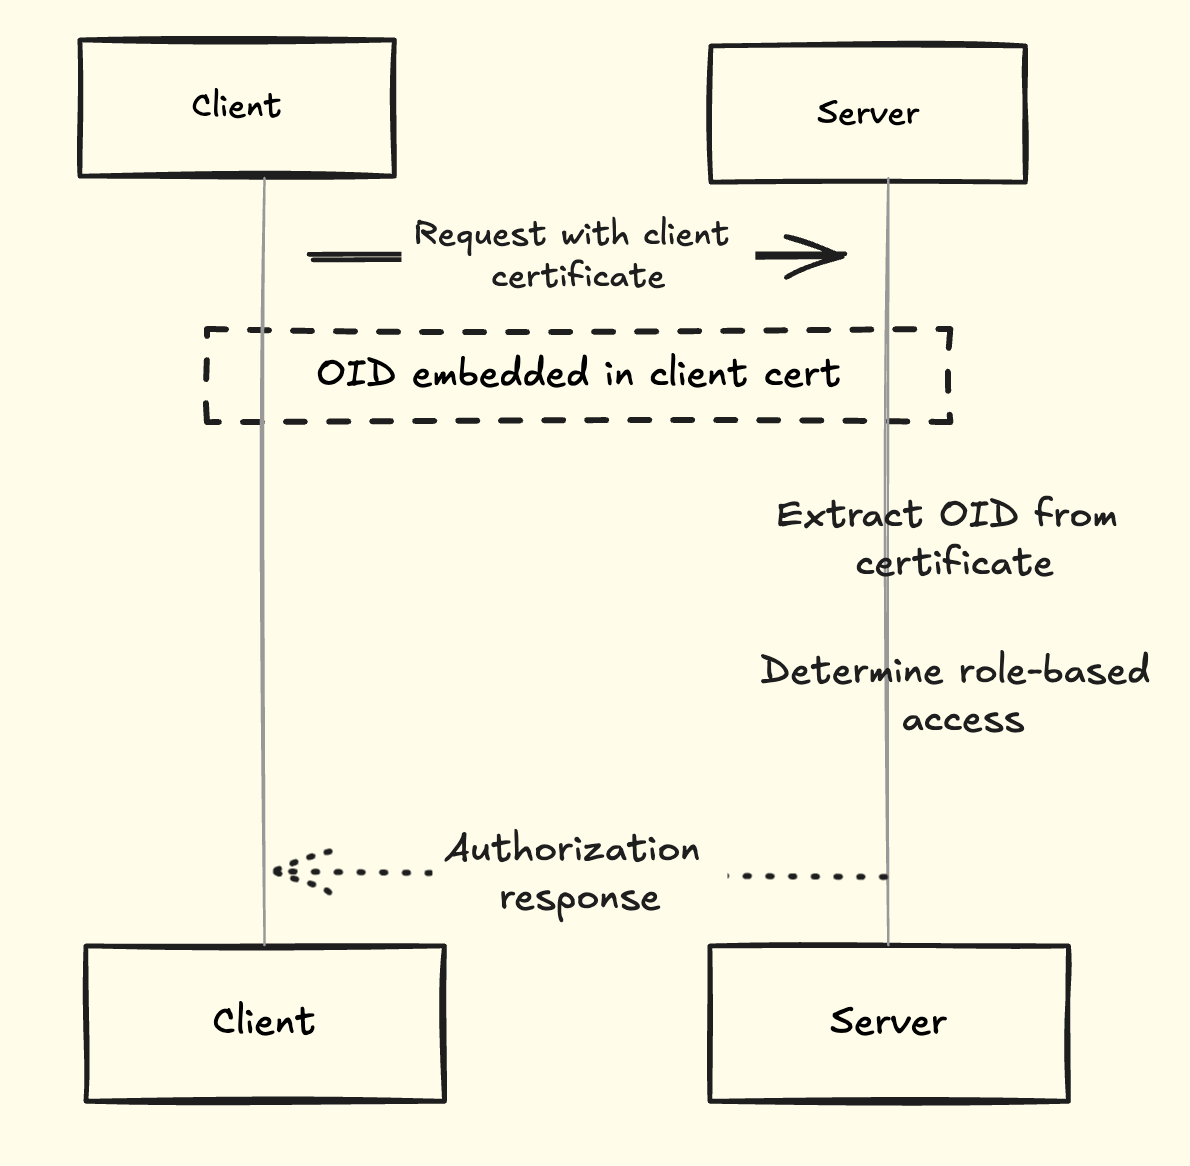 Client
Server
Request with client
certificate
OID embedded in client cert
Extract OID from
certificate
Determine role-based
access
Authorization
response
Client
Server